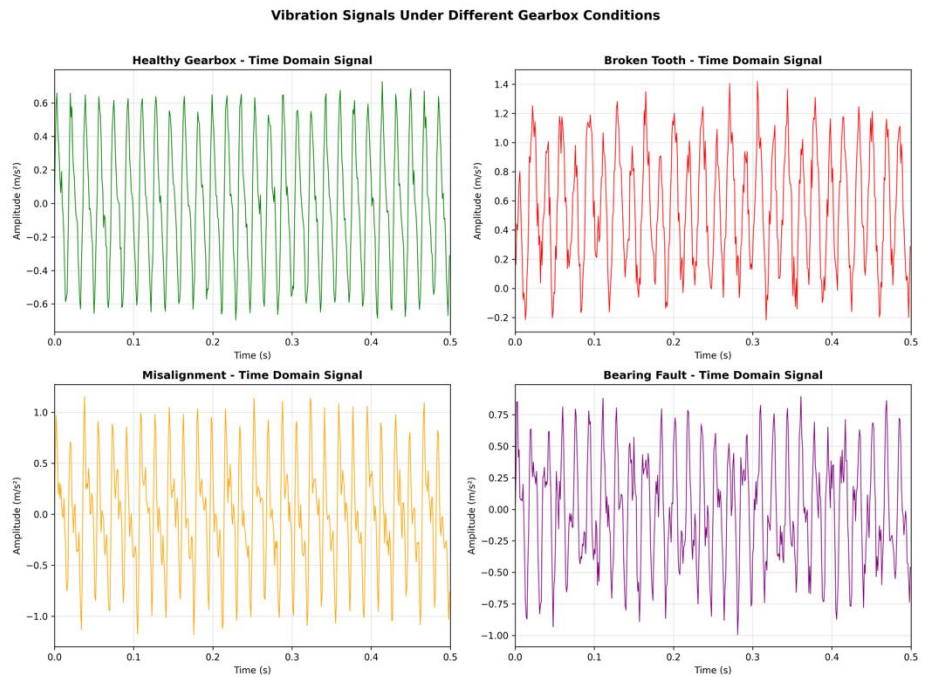 Vibration Signals Under Different Gearbox Conditions
Healthy Gearbox - Time Domain Signal
Amplitude (m/s²)
0.6
0.4
0.2
0.0
−0.2
−0.4
−0.6
0.0 0.1 0.2 0.3 0.4 0.5
Time (s)
Broken Tooth - Time Domain Signal
Amplitude (m/s²)
1.4
1.2
1.0
0.8
0.6
0.4
0.2
0.0
−0.2
0.0 0.1 0.2 0.3 0.4 0.5
Time (s)
Misalignment - Time Domain Signal
Amplitude (m/s²)
1.0
0.5
0.0
−0.5
−1.0
0.0 0.1 0.2 0.3 0.4 0.5
Time (s)
Bearing Fault - Time Domain Signal
Amplitude (m/s²)
0.75
0.50
0.25
0.00
−0.25
−0.50
−0.75
−1.00
0.0 0.1 0.2 0.3 0.4 0.5
Time (s)